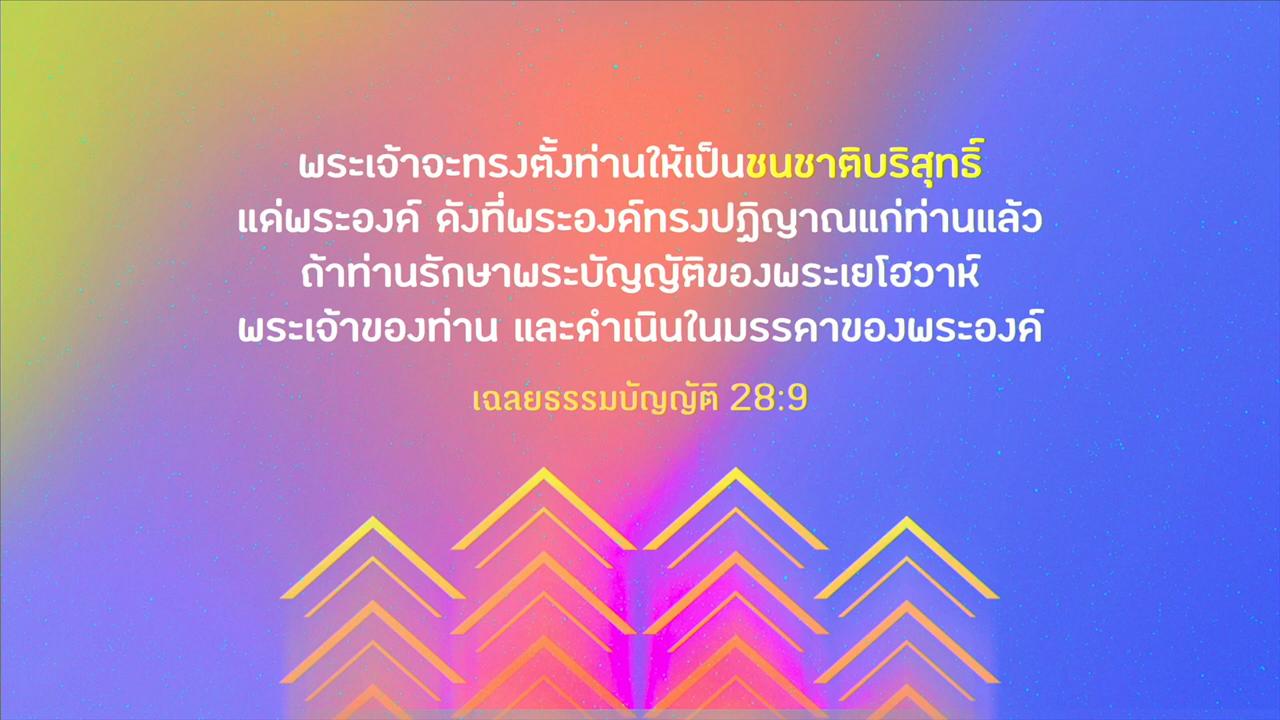 พระเจ้าจะทรงตั้งท่านให้เป็นชนชาติบริสุทธิ์
แด่พระองค์ ดังที่พระองค์ทรงปฏิญาณแก่ท่านแล้ว
ถ้าท่านรักษาพระบัญญัติของพระเยโฮวาห์
พระเจ้าของท่าน และดำเนินในมรรคาของพระองค์
เฉลยธรรมบัญญัติ 28:9